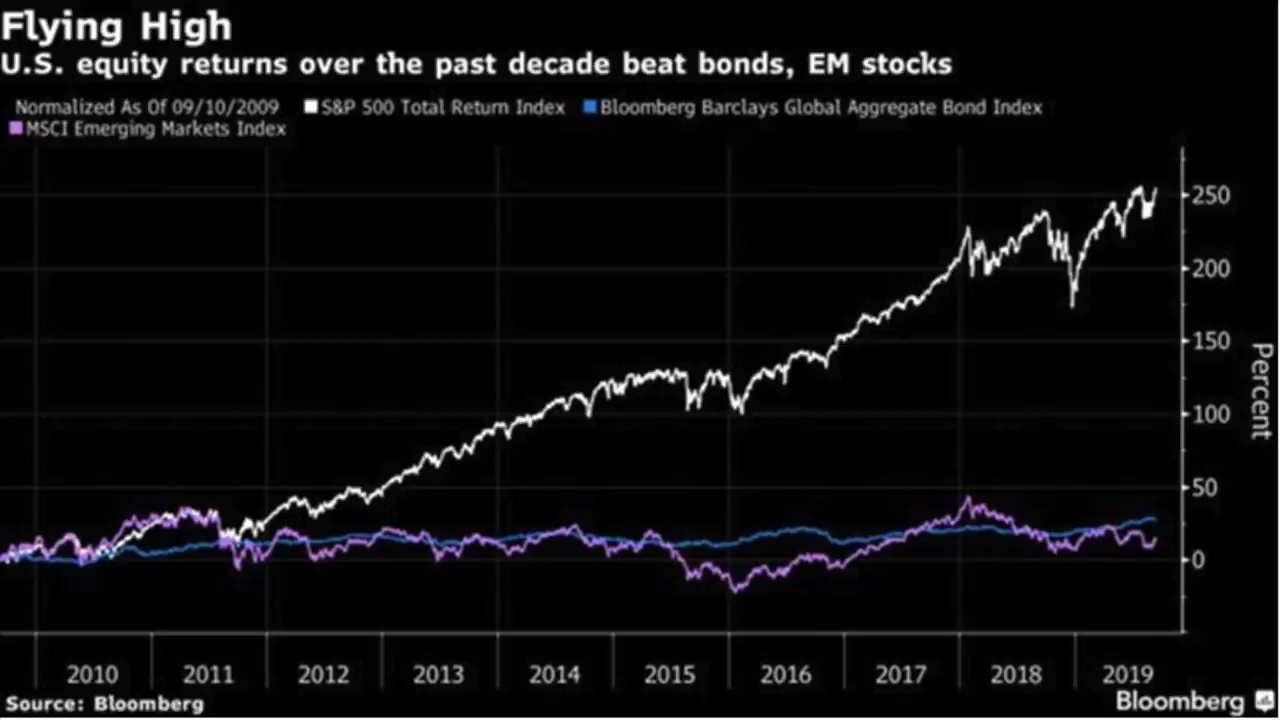 Flying High
U.S. equity returns over the past decade beat bonds, EM stocks
Normalized As Of 09/10/2009 S&P 500 Total Return Index Bloomberg Barclays Global Aggregate Bond Index
MSCI Emerging Markets Index
250
200
150
100
50
0
Percent
2010 2011 2012 2013 2014 2015 2016 2017 2018 2019
Source: Bloomberg
Bloomberg